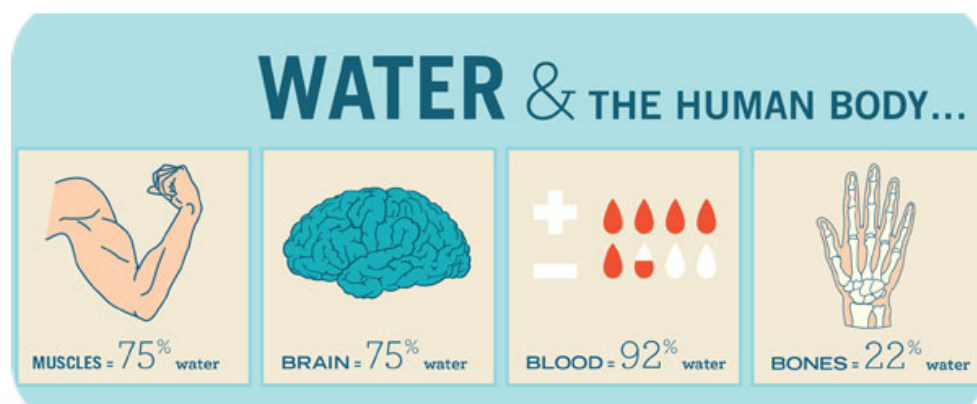 WATER & THE HUMAN BODY...
MUSCLES = 75% water
BRAIN = 75% water
BLOOD = 92% water
BONES = 22% water